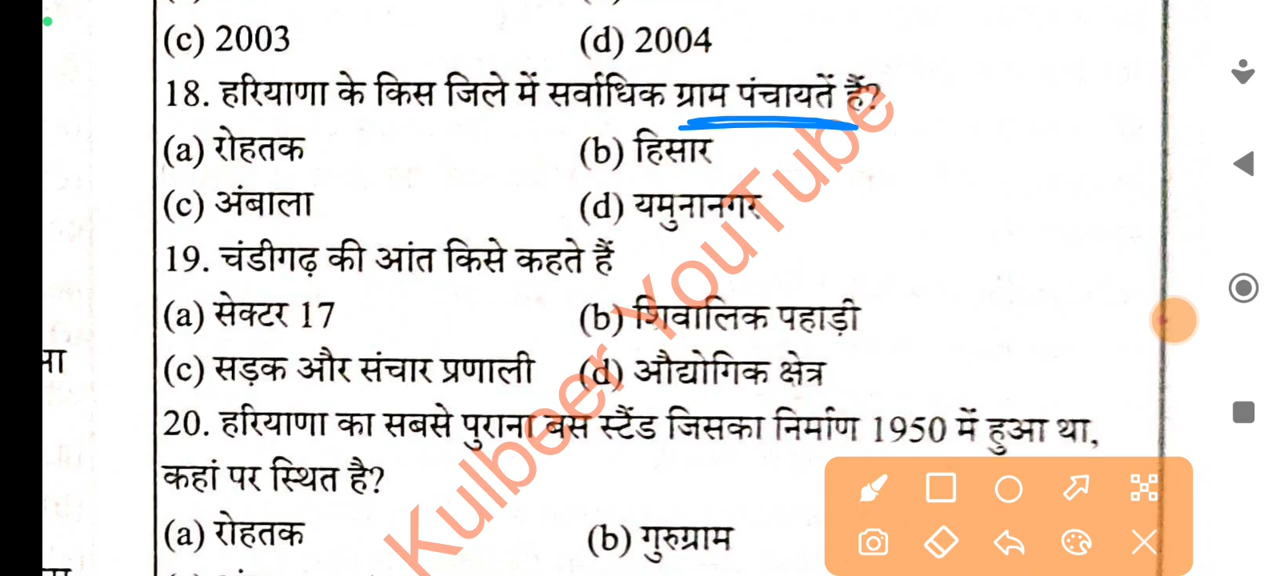 (c) 2003 (d) 2004
18. हरियाणा के किस जिले में सर्वाधिक ग्राम पंचायतें हैं?
(a) रोहतक (b) हिसार
(c) अंबाला (d) यमुनानगर
19. चंडीगढ़ की आंत किसे कहते हैं
(a) सेक्टर 17 (b) शिवालिक पहाड़ी
(c) सड़क और संचार प्रणाली (d) औद्योगिक क्षेत्र
20. हरियाणा का सबसे पुराना बस स्टैंड जिसका निर्माण 1950 में हुआ था,
कहां पर स्थित है?
(a) रोहतक (b) गुरुग्राम
Kulbeer YouTube